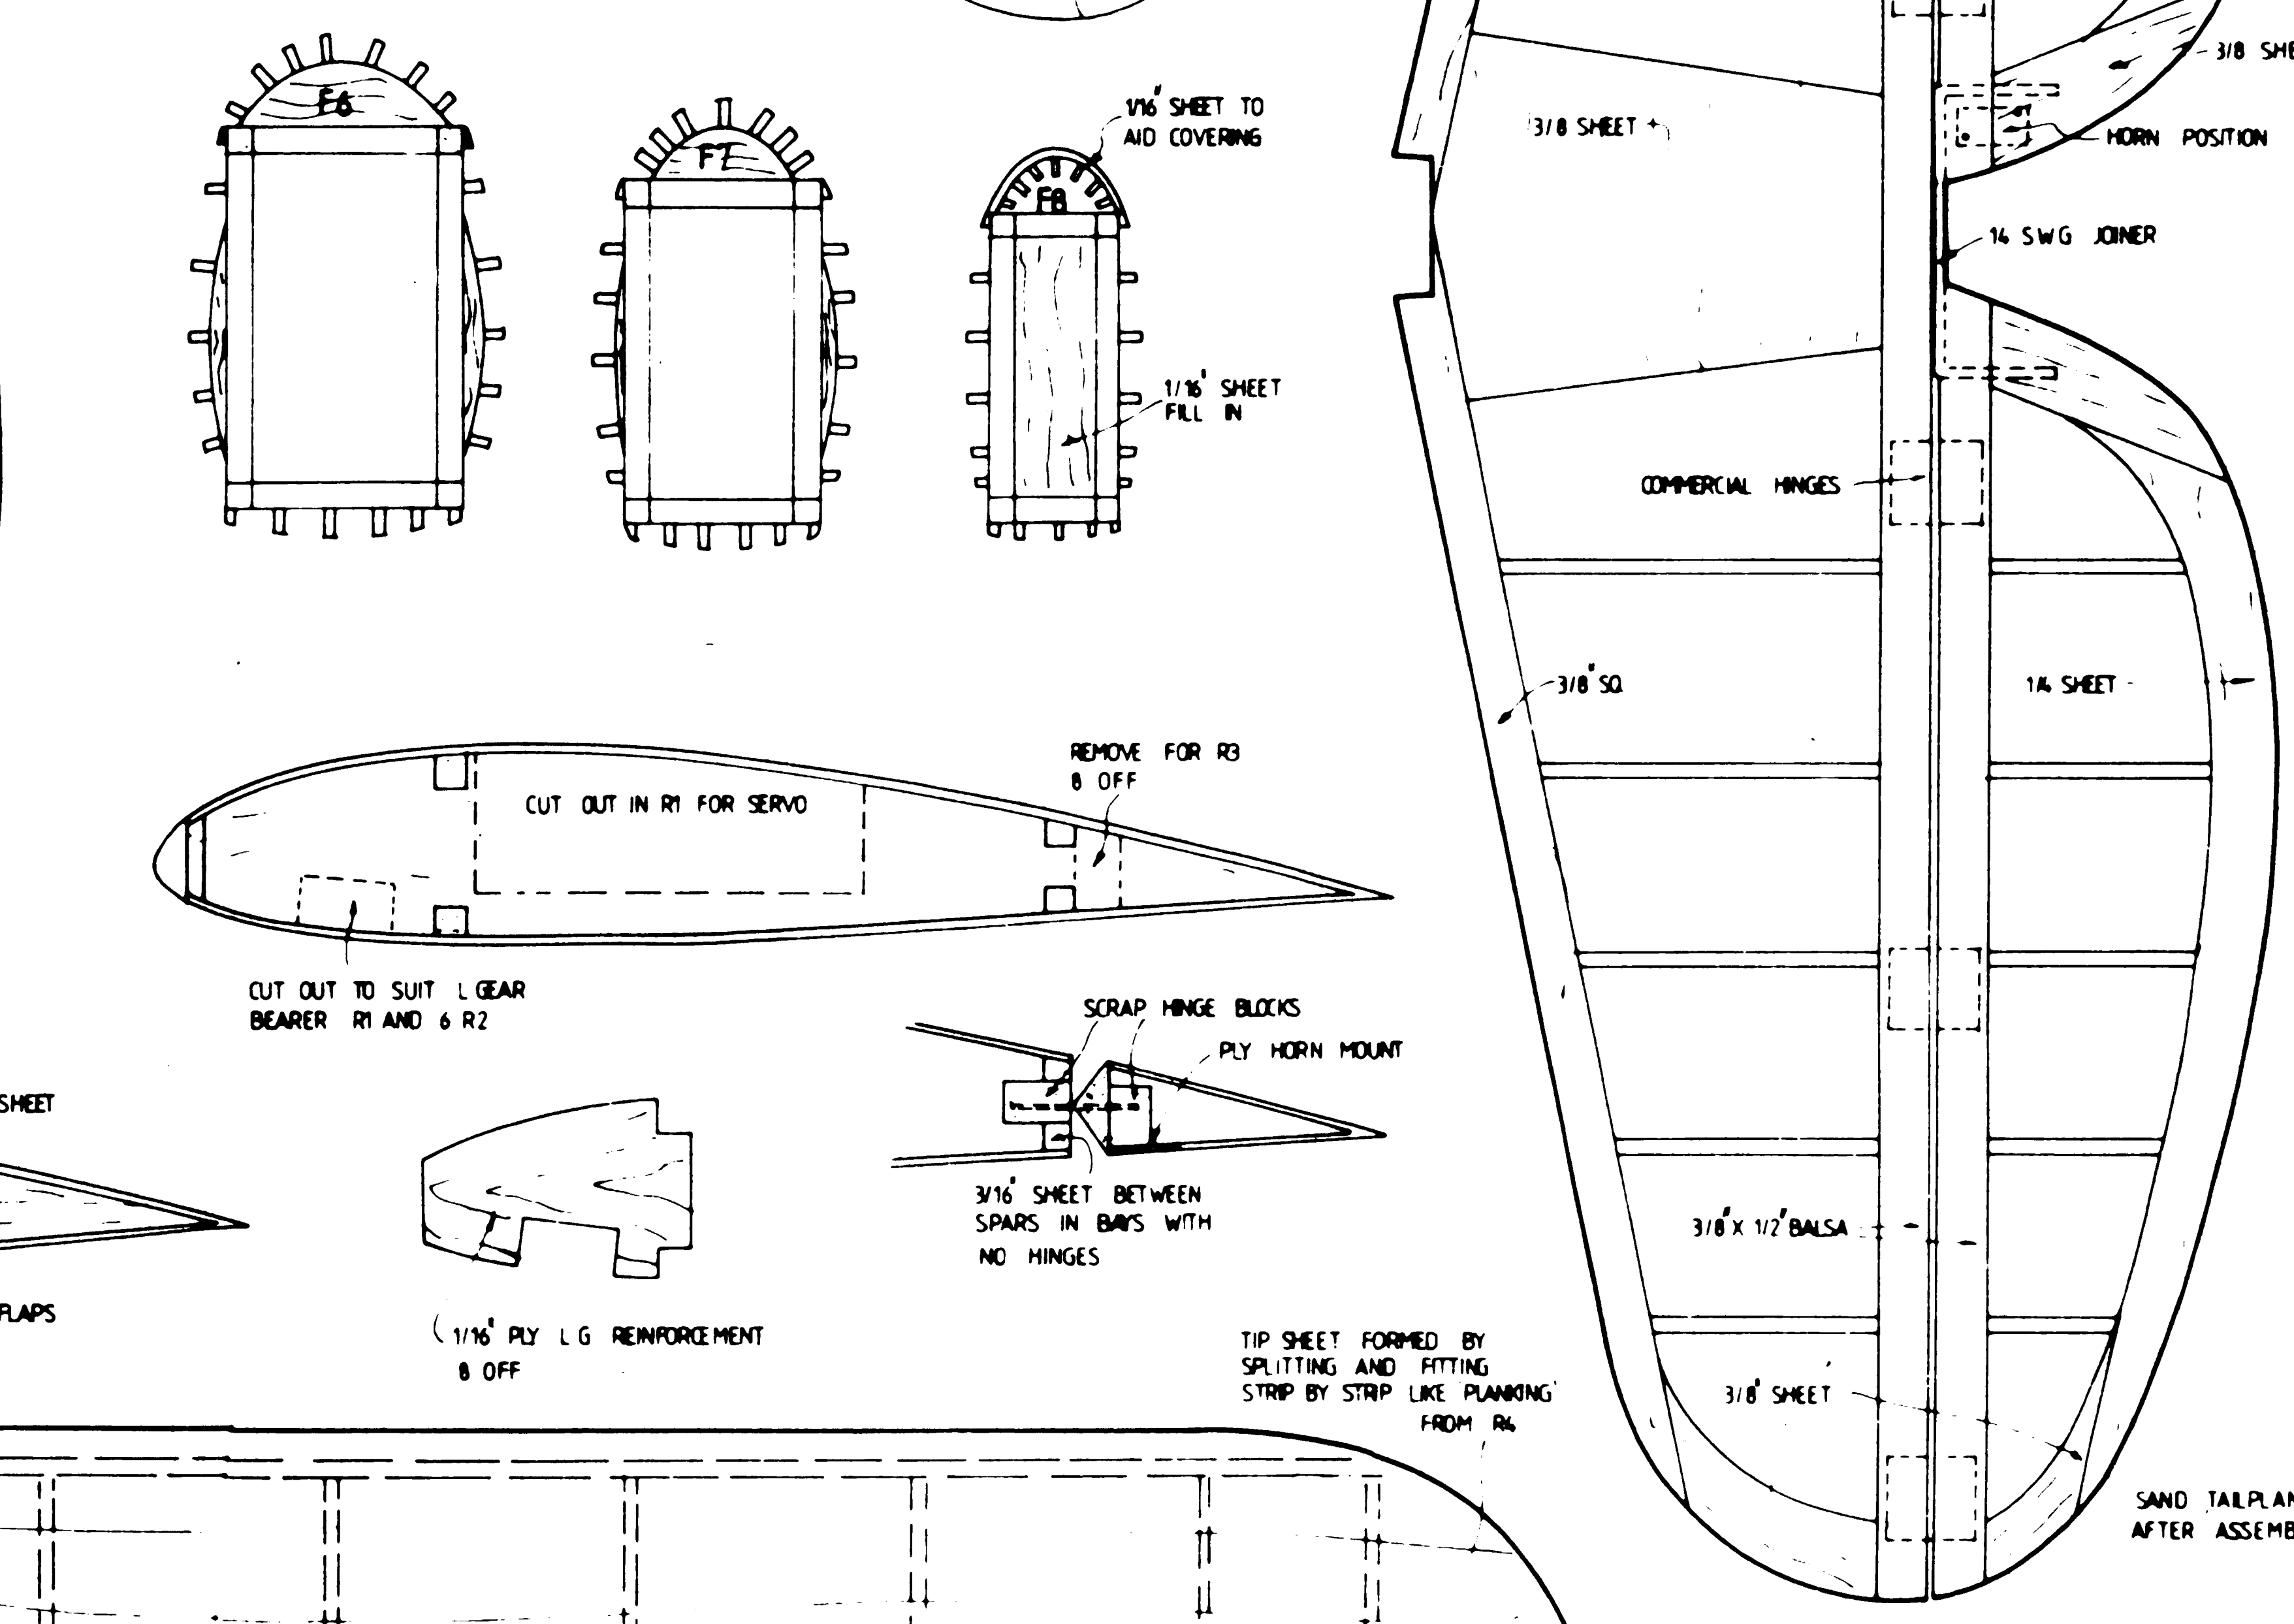 F6
F7
F8
1/16" SHEET TO
AID COVERING
1/16" SHEET
FILL IN
3/8 SHEET
3/8 SHE
HORN POSITION
14 SWG JOINER
COMMERCIAL HINGES
3/8" SQ
1/4 SHEET
REMOVE FOR R3
8 OFF
CUT OUT IN R1 FOR SERVO
CUT OUT TO SUIT L GEAR
BEARER R1 AND 6 R2
SCRAP HINGE BLOCKS
PLY HORN MOUNT
SHEET
3/16" SHEET BETWEEN
SPARS IN BAYS WITH
NO HINGES
3/8" X 1/2" BALSA
FLAPS
1/16" PLY L G REINFORCEMENT
8 OFF
TIP SHEET FORMED BY
SPLITTING AND FITTING
STRIP BY STRIP LIKE 'PLANKING'
FROM R4
3/8" SHEET
SAND TAILPLAN
AFTER ASSEMB